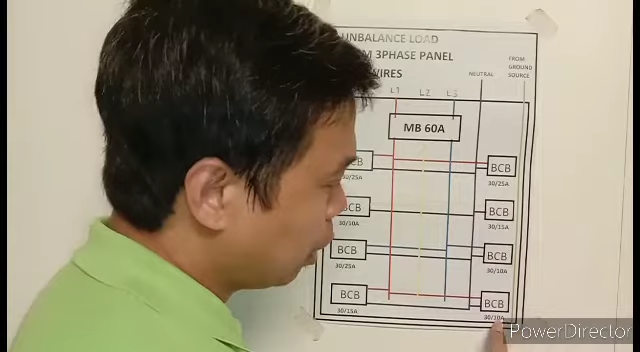 UNBALANCE LOAD
3PHASE PANEL
WIRES
FROM
GROUND
SOURCE
NEUTRAL
L1 L2 L3
MB 60A
BCB
30/25A
BCB
30/10A
BCB
30/15A
BCB
30/25A
BCB
30/10A
BCB
30/15A
BCB
30/10A
PowerDirector